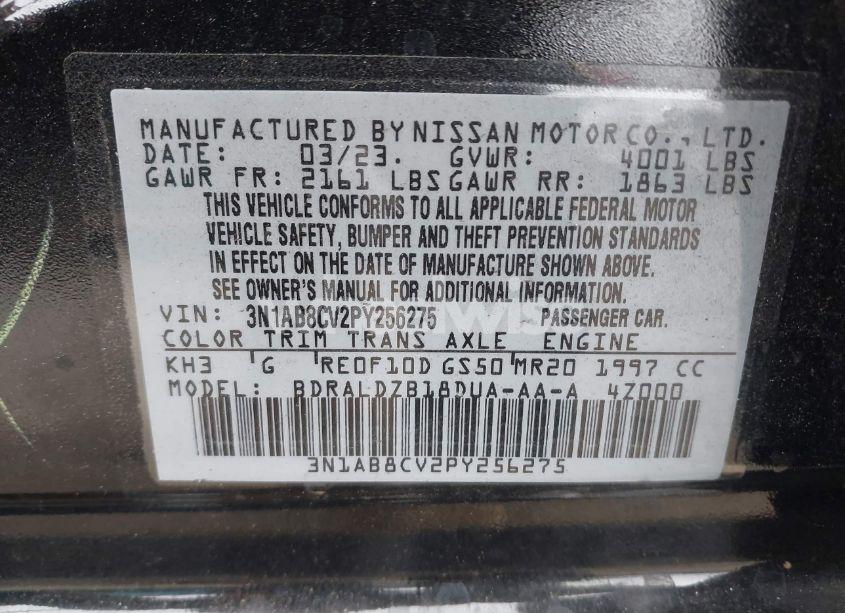 MANUFACTURED BY NISSAN MOTOR CO., LTD.
DATE: 03/23. GVWR: 4001 LBS
GAWR FR: 2161 LBS GAWR RR: 1863 LBS
THIS VEHICLE CONFORMS TO ALL APPLICABLE FEDERAL MOTOR
VEHICLE SAFETY, BUMPER AND THEFT PREVENTION STANDARDS
IN EFFECT ON THE DATE OF MANUFACTURE SHOWN ABOVE.
SEE OWNER'S MANUAL FOR ADDITIONAL INFORMATION.
VIN: 3N1AB8CV2PY256275 PASSENGER CAR.
COLOR TRIM TRANS AXLE ENGINE
KH3 G RE0F10D GS50 MR20 1997 CC
MODEL: BDRALDZB18DUA-AA-A 4Z000
3N1AB8CV2PY256275